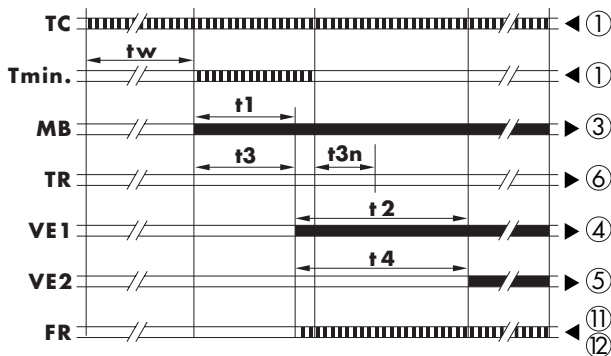 TC ①
tw
Tmin. ①
t1
MB ③
t3 t3n
TR ⑥
t2
VE1 ④
t4
VE2 ⑤
FR ⑪
⑫